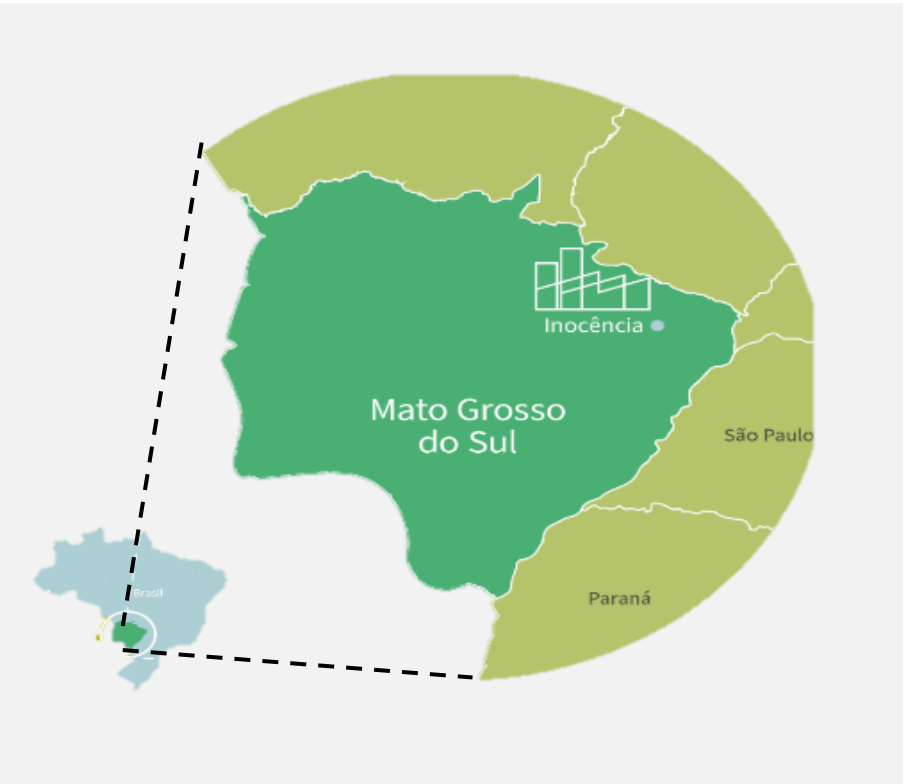 Inocência
Mato Grosso
do Sul
São Paulo
Brasil
Paraná